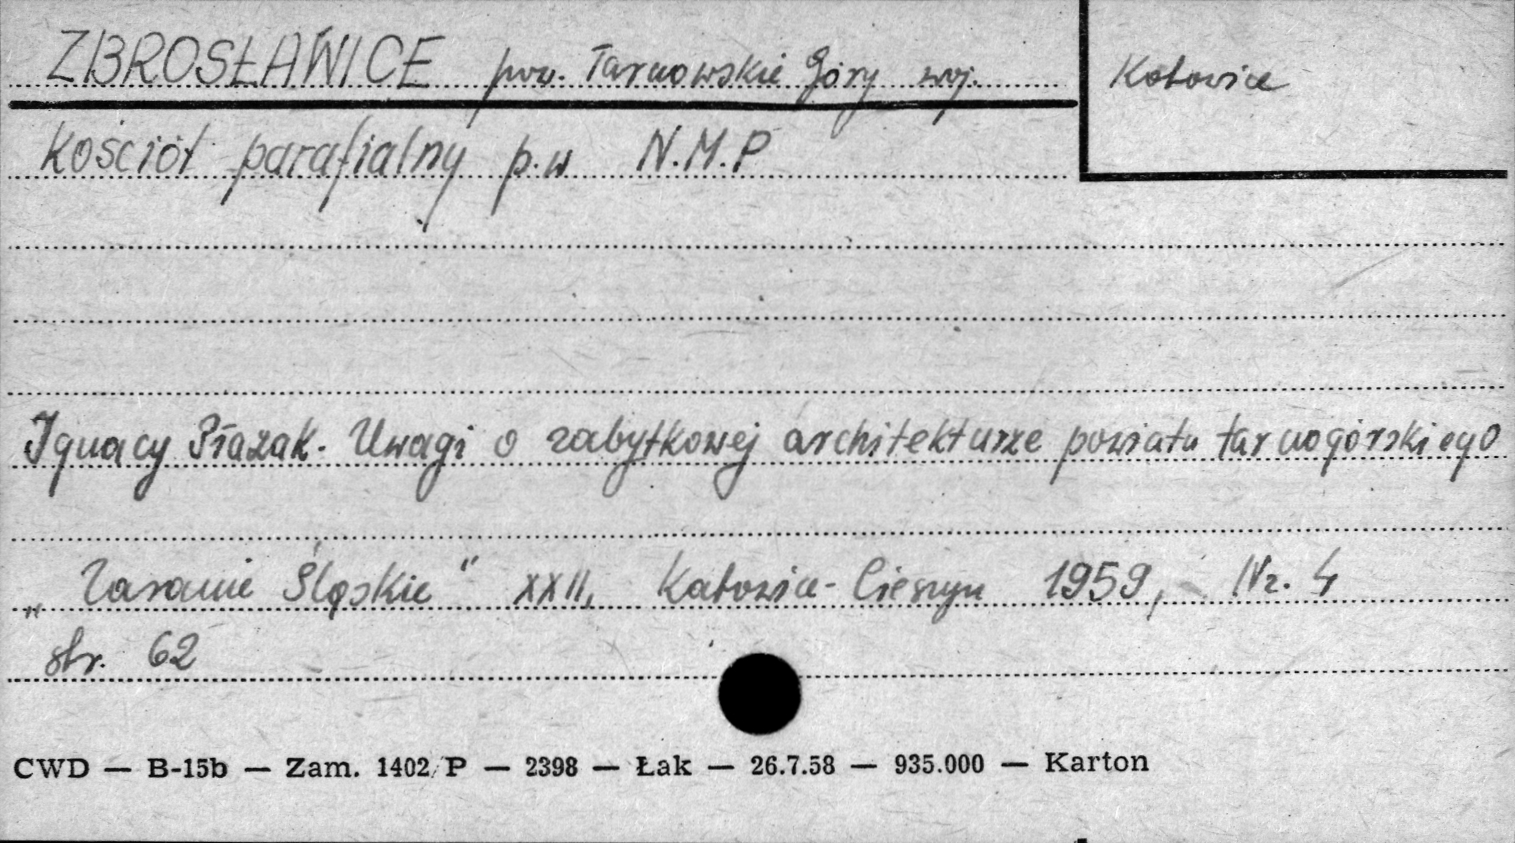 ZBROSŁAWICE pow. Tarnowskie Góry woj. Katowice
Kościół parafialny p.w N.M.P
Ignacy Płazak. Uwagi o zabytkowej architekturze powiatu tarnogórskiego
„Zaranie Śląskie" XXII, Katowice-Cieszyn 1959, Nr. 4
str. 62
CWD — B-15b — Zam. 1402/P — 2398 — Łak — 26.7.58 — 935.000 — Karton